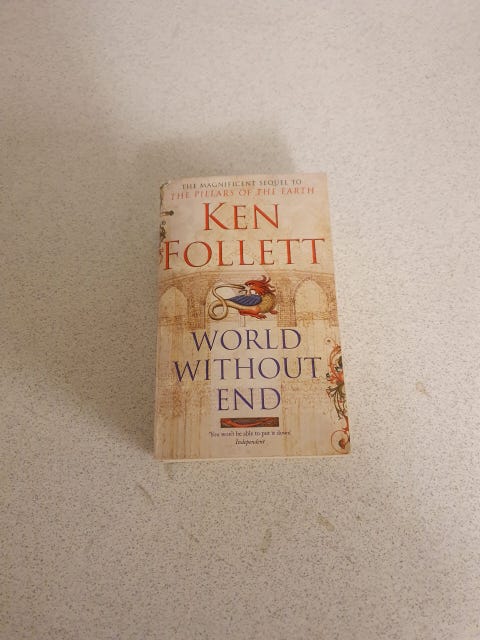 THE MAGNIFICENT SEQUEL TO
THE PILLARS OF THE EARTH
KEN
FOLLETT
WORLD
WITHOUT
END
'You won't be able to put it down'
Independent